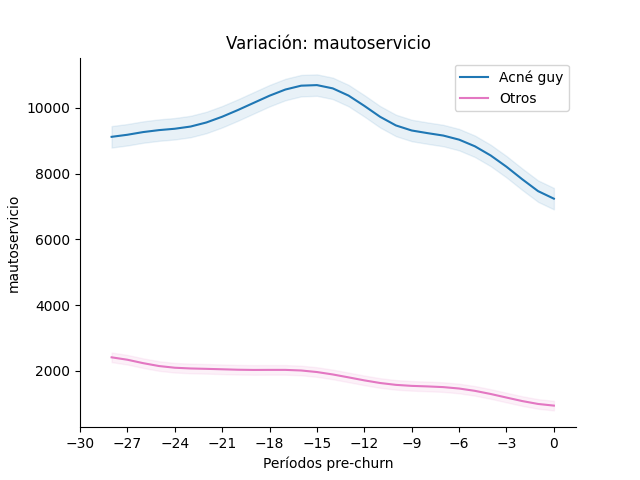 Variación: mautoservicio
Acné guy
Otros
mautoservicio
10000
8000
6000
4000
2000
−30 −27 −24 −21 −18 −15 −12 −9 −6 −3 0
Períodos pre-churn